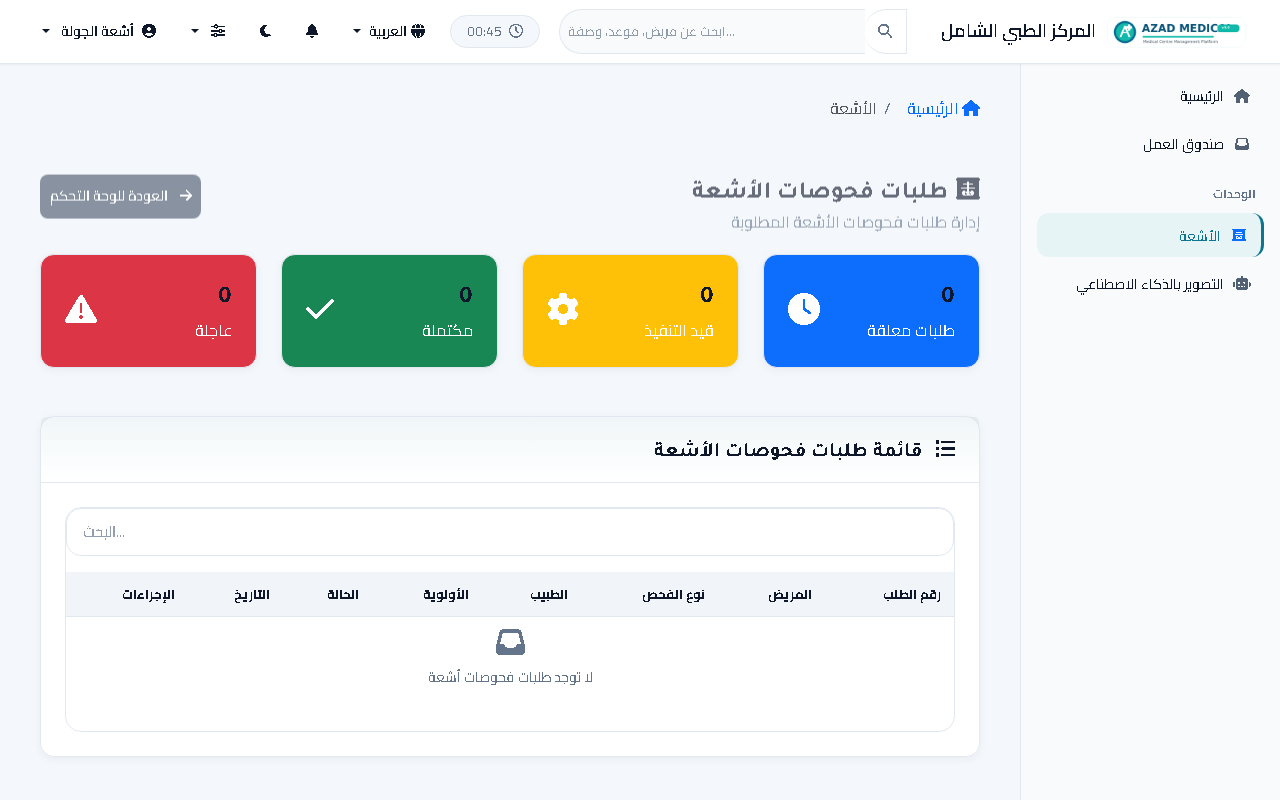 AZAD MEDIC
Medical Centre Management Platform
المركز الطبي الشامل
ابحث عن مريض، موعد، وصفة...
00:45
العربية
أشعة الجولة
الرئيسية
صندوق العمل
الوحدات
الأشعة
التصوير بالذكاء الاصطناعي
الرئيسية / الأشعة
طلبات فحوصات الأشعة
إدارة طلبات فحوصات الأشعة المطلوبة
العودة للوحة التحكم
0
طلبات معلقة
0
قيد التنفيذ
0
مكتملة
0
عاجلة
قائمة طلبات فحوصات الأشعة
البحث...
رقم الطلب المريض نوع الفحص الطبيب الأولوية الحالة التاريخ الإجراءات
لا توجد طلبات فحوصات أشعة